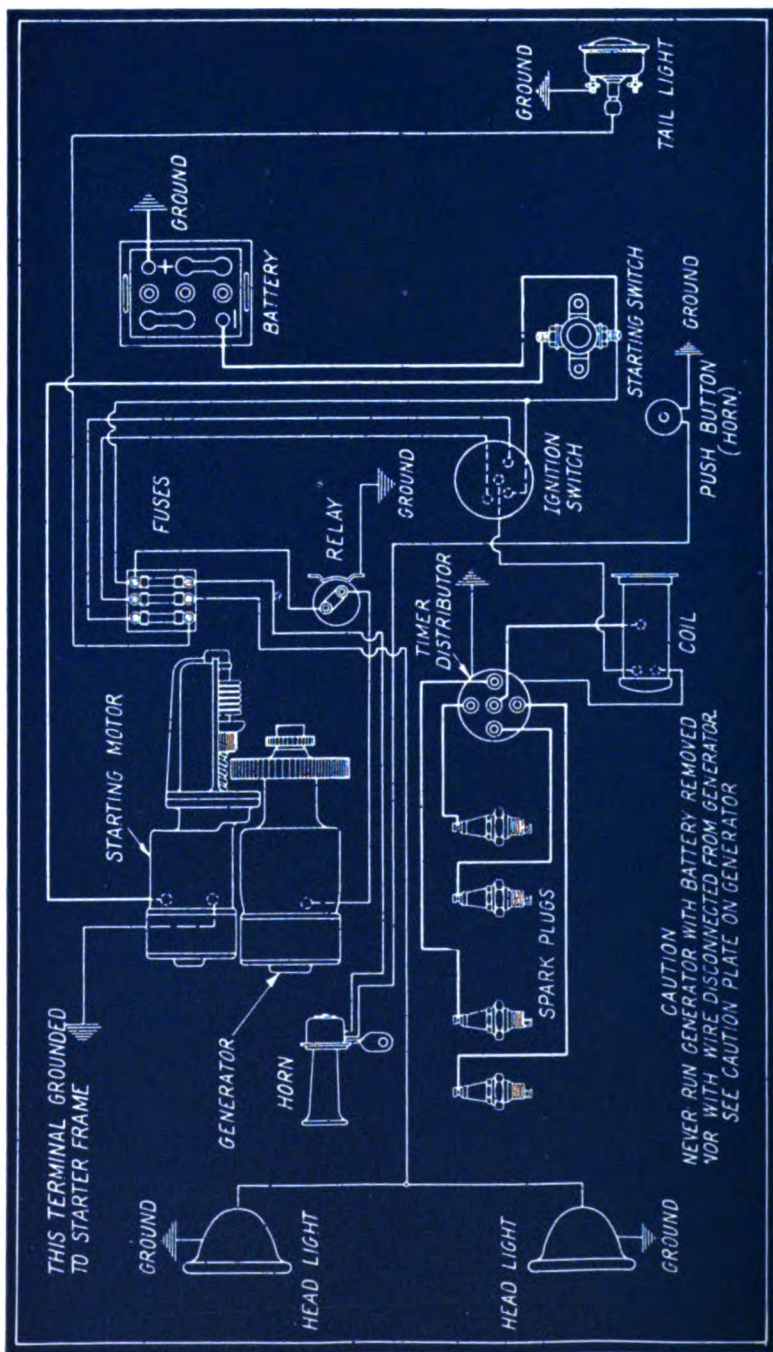 THIS TERMINAL GROUNDED
TO STARTER FRAME
STARTING MOTOR
FUSES
BATTERY
+
−
GROUND
GROUND
TAIL LIGHT
GROUND
HEAD LIGHT
GENERATOR
HORN
RELAY
GROUND
STARTING SWITCH
IGNITION
SWITCH
TIMER
DISTRIBUTOR
SPARK PLUGS
COIL
PUSH BUTTON
(HORN)
GROUND
HEAD LIGHT
GROUND
CAUTION
NEVER RUN GENERATOR WITH BATTERY REMOVED
NOR WITH WIRE DISCONNECTED FROM GENERATOR.
SEE CAUTION PLATE ON GENERATOR